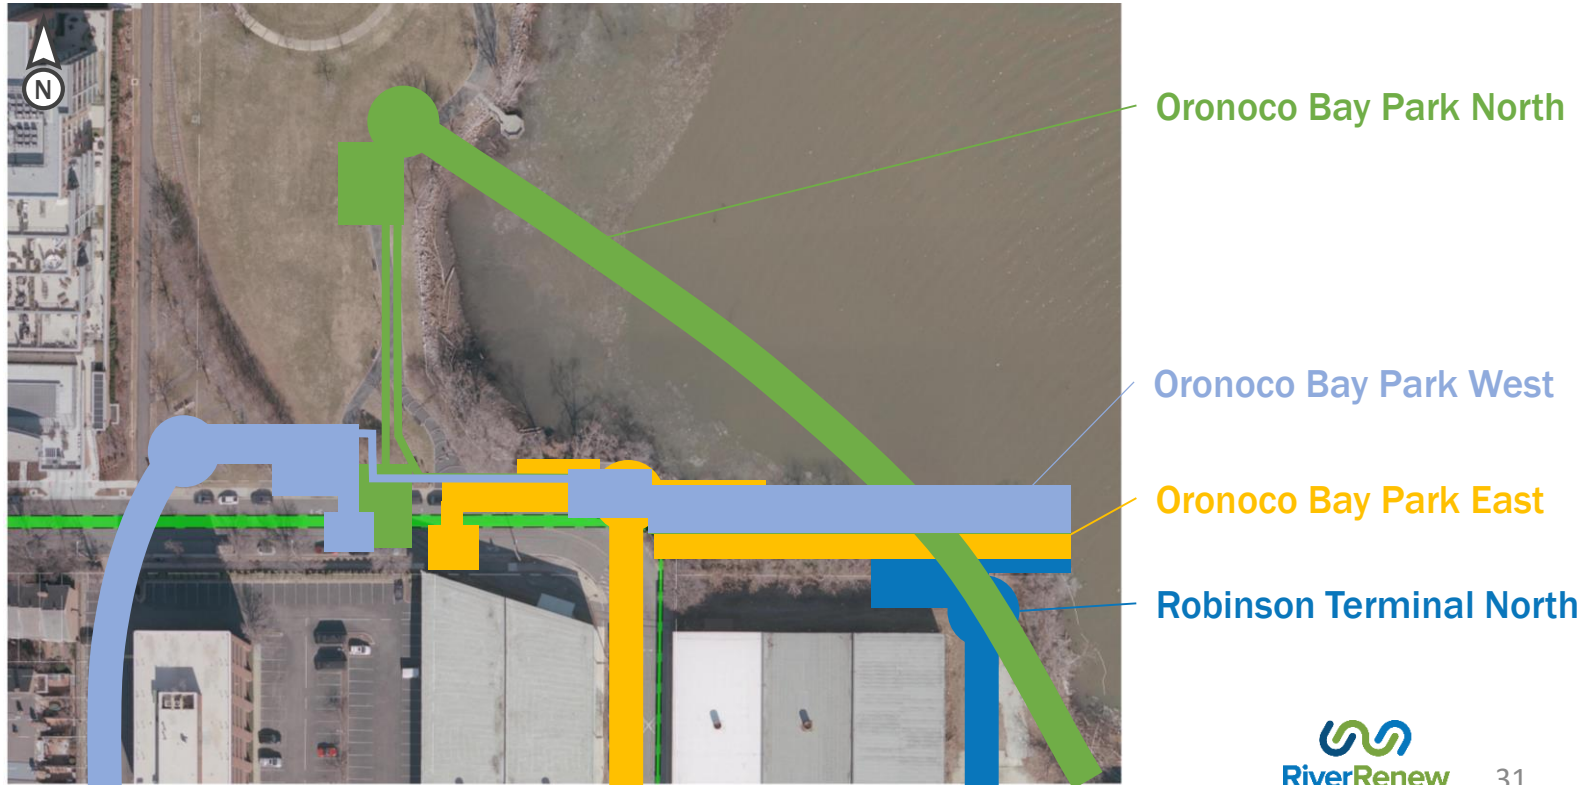 N
Oronoco Bay Park North
Oronoco Bay Park West
Oronoco Bay Park East
Robinson Terminal North
RiverRenew
31